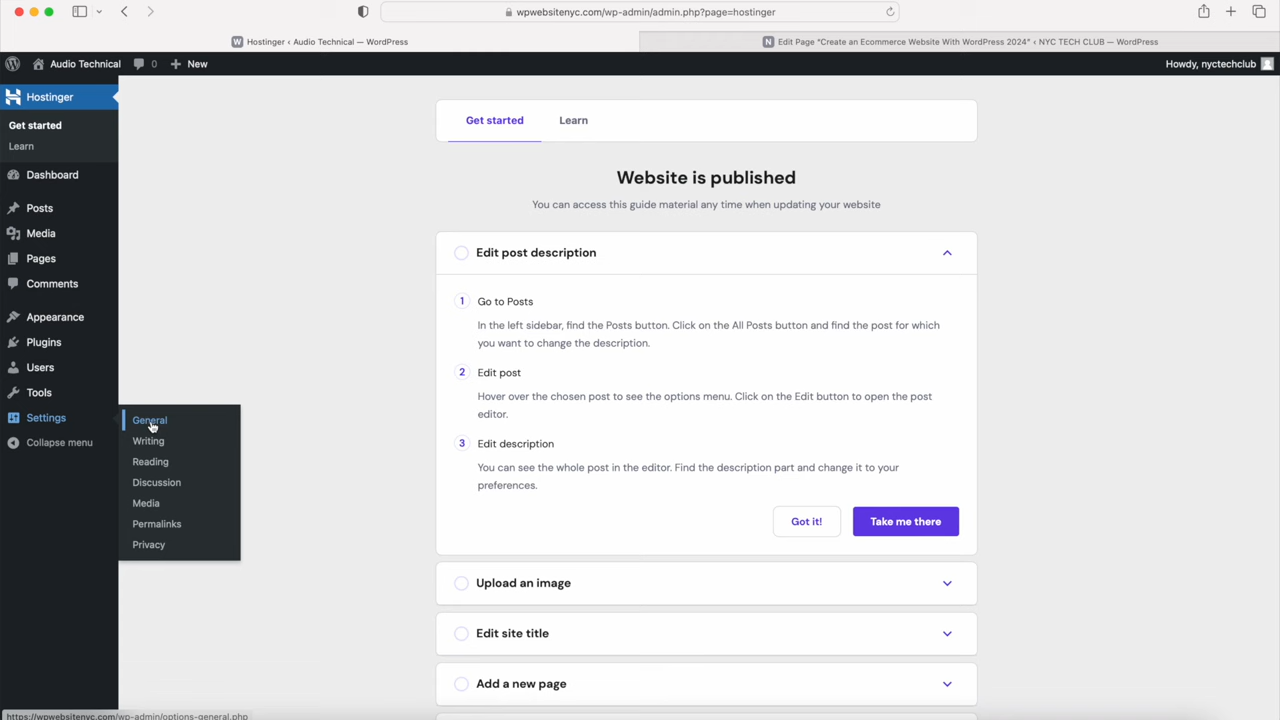 wpwebsitenyc.com/wp-admin/admin.php?page=hostinger
Hostinger ‹ Audio Technical — WordPress
Edit Page "Create an Ecommerce Website With WordPress 2024" ‹ NYC TECH CLUB — WordPress
Audio Technical
0
New
Howdy, nyctechclub
Hostinger
Get started
Learn
Dashboard
Posts
Media
Pages
Comments
Appearance
Plugins
Users
Tools
Settings
Collapse menu
General
Writing
Reading
Discussion
Media
Permalinks
Privacy
Get started
Learn
Website is published
You can access this guide material any time when updating your website
Edit post description
1 Go to Posts
In the left sidebar, find the Posts button. Click on the All Posts button and find the post for which
you want to change the description.
2 Edit post
Hover over the chosen post to see the options menu. Click on the Edit button to open the post
editor.
3 Edit description
You can see the whole post in the editor. Find the description part and change it to your
preferences.
Got it!
Take me there
Upload an image
Edit site title
Add a new page
https://wpwebsitenyc.com/wp-admin/options-general.php